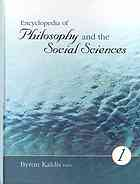 Encyclopedia of
Philosophy and the
Social Sciences
Byron Kaldis
1